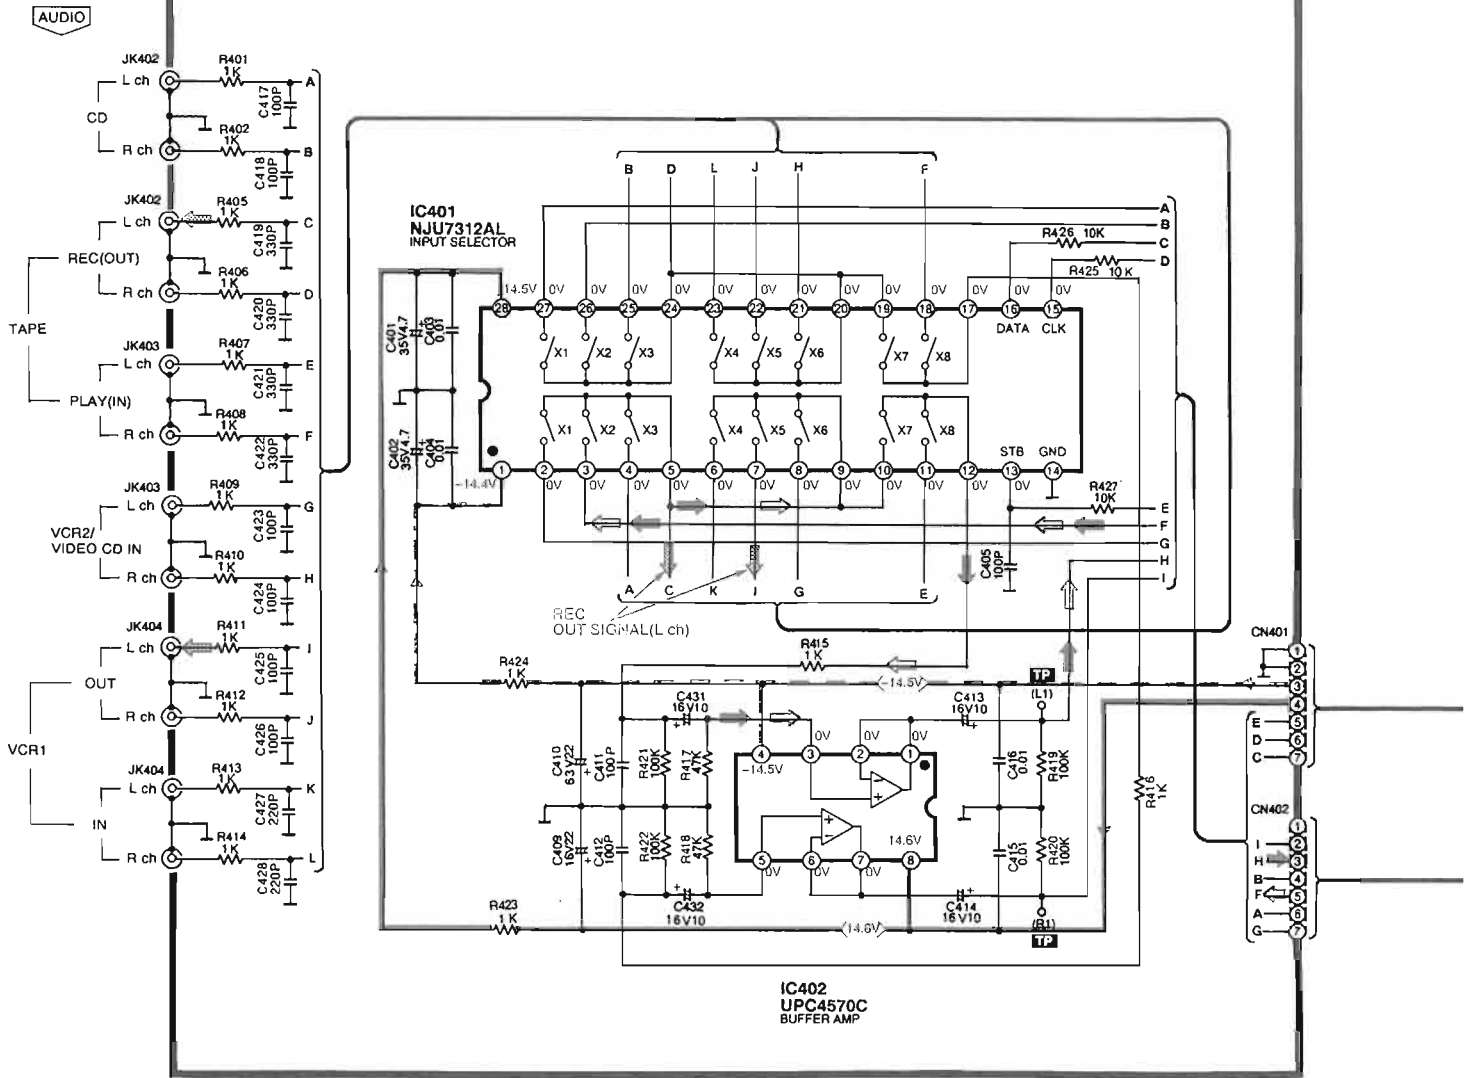 AUDIO
JK402
L ch
R401
1K
C417
100P
A
CD
R402
1K
R ch
B
C418
100P
JK402
R405
1K
L ch
C
C419
330P
REC(OUT)
R406
1K
R ch
D
C420
330P
TAPE
JK403
R407
1K
L ch
E
C421
330P
PLAY(IN)
R408
1K
R ch
F
C422
330P
JK403
R409
1K
L ch
G
C423
100P
VCR2/
VIDEO CD IN
R410
1K
R ch
H
C424
100P
JK404
R411
1K
L ch
I
C425
100P
OUT
R412
1K
R ch
J
C426
100P
VCR1
JK404
R413
1K
L ch
K
C427
220P
IN
R414
1K
R ch
L
C428
220P
B D L J H F
IC401
NJU7312AL
INPUT SELECTOR
A
B
R426 10K
C
D
R425 10K
14.5V 0V 0V 0V 0V 0V 0V 0V 0V 0V 0V 0V 0V 0V
28 27 26 25 24 23 22 21 20 19 18 17 16 15
DATA CLK
C401
35V4.7
C403
0.01
X1 X2 X3 X4 X5 X6 X7 X8
X1 X2 X3 X4 X5 X6 X7 X8
C402
35V4.7
C404
0.01
STB GND
1 2 3 4 5 6 7 8 9 10 11 12 13 14
-14.4V 0V 0V 0V 0V 0V 0V 0V 0V 0V 0V 0V 0V
R427
10K
E
F
G
H
I
C405
100P
A C K I G E
REC
OUT SIGNAL(L ch)
R415
1K
R424
1K
-14.5V
TP
(L1)
C431
16V10
C413
16V10
CN401
1
2
3
4
E 5
D 6
C 7
0V 0V 0V
4 3 2 1
-14.5V
C410
63V22
C411
100P
R421
100K
R417
47K
C416
0.01
R419
100K
R416
1K
C409
16V22
C412
100P
R422
100K
R418
47K
C415
0.01
R420
100K
14.6V
5 6 7 8
0V 0V 0V
CN402
1
I 2
H 3
B 4
F 5
A 6
G 7
C432
16V10
C414
16V10
R423
1K
14.6V
(R1)
TP
IC402
UPC4570C
BUFFER AMP